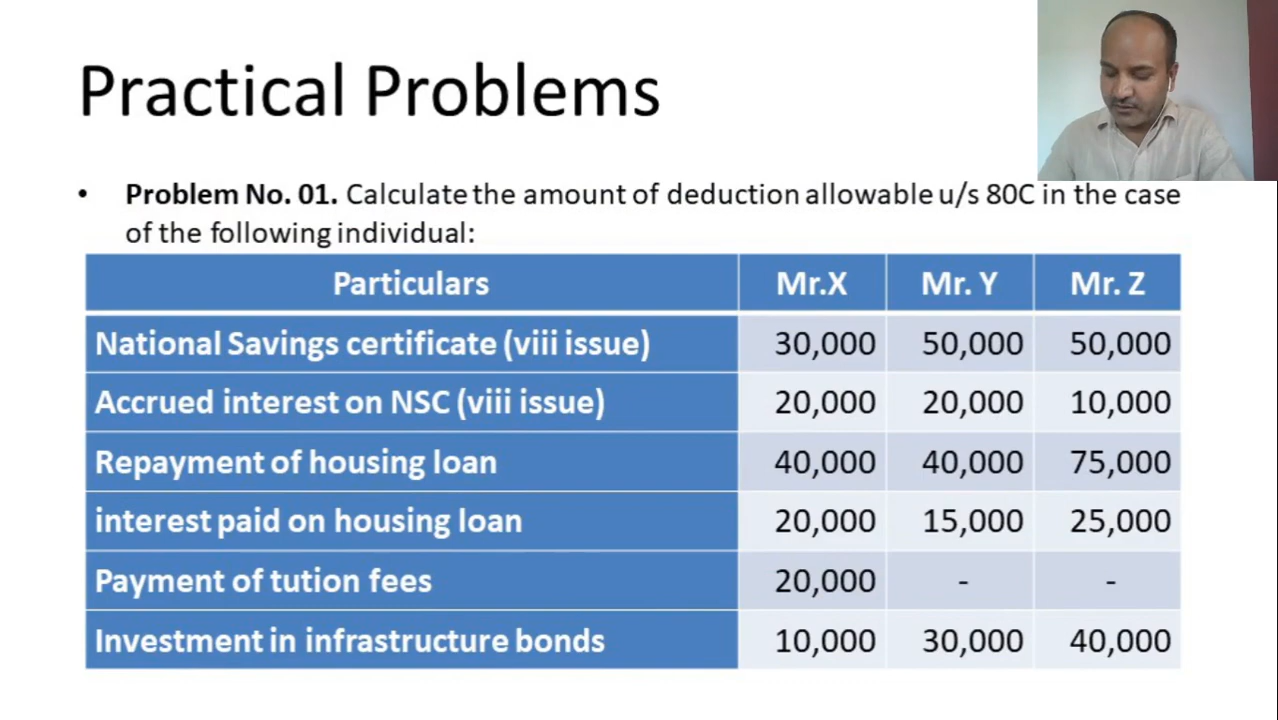 Practical Problems
• Problem No. 01. Calculate the amount of deduction allowable u/s 80C in the case
of the following individual:
Particulars Mr.X Mr. Y Mr. Z
National Savings certificate (viii issue) 30,000 50,000 50,000
Accrued interest on NSC (viii issue) 20,000 20,000 10,000
Repayment of housing loan 40,000 40,000 75,000
interest paid on housing loan 20,000 15,000 25,000
Payment of tution fees 20,000 - -
Investment in infrastructure bonds 10,000 30,000 40,000